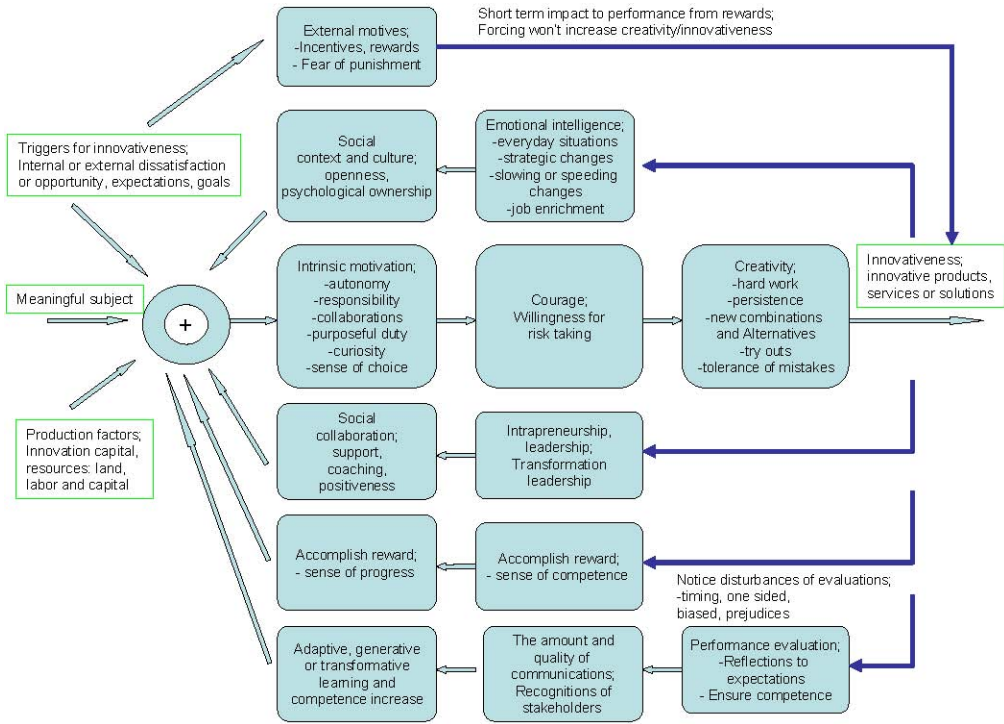 External motives;
-Incentives, rewards
- Fear of punishment
Short term impact to performance from rewards;
Forcing won't increase creativity/innovativeness
Triggers for innovativeness;
Internal or external dissatisfaction
or opportunity, expectations, goals
Social
context and culture;
openness,
psychological ownership
Emotional intelligence;
-everyday situations
-strategic changes
-slowing or speeding
changes
-job enrichment
Meaningful subject
+
Intrinsic motivation;
-autonomy
-responsibility
-collaborations
-purposeful duty
-curiosity
-sense of choice
Courage;
Willingness for
risk taking
Creativity;
-hard work
-persistence
-new combinations
and Alternatives
-try outs
-tolerance of mistakes
Innovativeness;
innovative products,
services or solutions
Production factors;
Innovation capital,
resources: land,
labor and capital
Social
collaboration;
support,
coaching,
positiveness
Intrapreneurship,
leadership;
Transformation
leadership
Accomplish reward;
- sense of progress
Accomplish reward;
- sense of competence
Notice disturbances of evaluations;
-timing, one sided,
biased, prejudices
Adaptive, generative
or transformative
learning and
competence increase
The amount and
quality of
communications;
Recognitions of
stakeholders
Performance evaluation;
-Reflections to
expectations
- Ensure competence